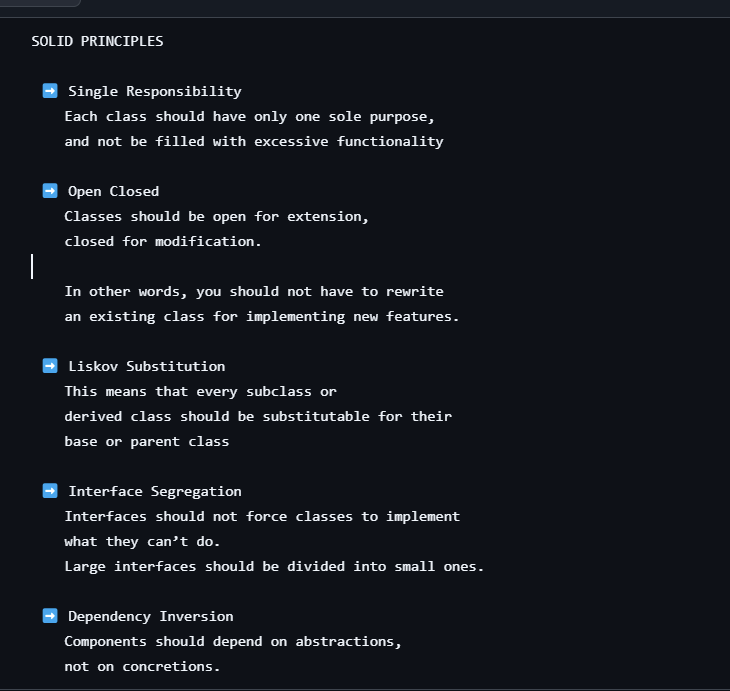 SOLID PRINCIPLES
➡ Single Responsibility
Each class should have only one sole purpose,
and not be filled with excessive functionality
➡ Open Closed
Classes should be open for extension,
closed for modification.
In other words, you should not have to rewrite
an existing class for implementing new features.
➡ Liskov Substitution
This means that every subclass or
derived class should be substitutable for their
base or parent class
➡ Interface Segregation
Interfaces should not force classes to implement
what they can’t do.
Large interfaces should be divided into small ones.
➡ Dependency Inversion
Components should depend on abstractions,
not on concretions.